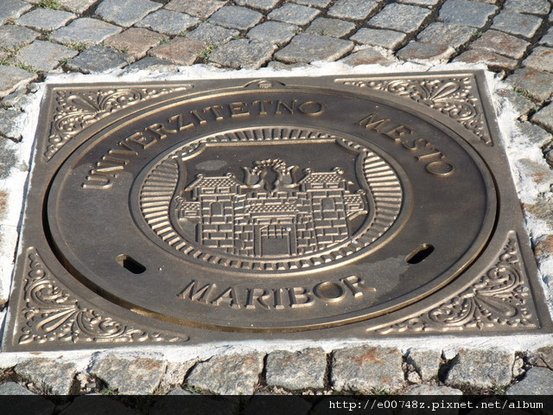 UNIVERZITETNO MESTO
MARIBOR
http://e00748z.pixnet.net/album